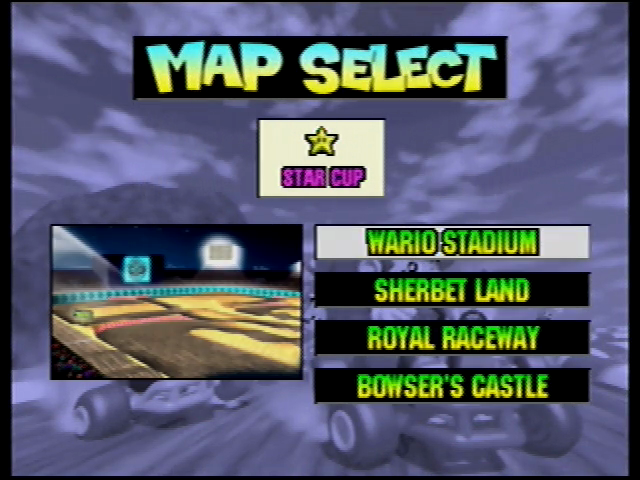 MAP SELECT
STAR CUP
WARIO STADIUM
SHERBET LAND
ROYAL RACEWAY
BOWSER'S CASTLE